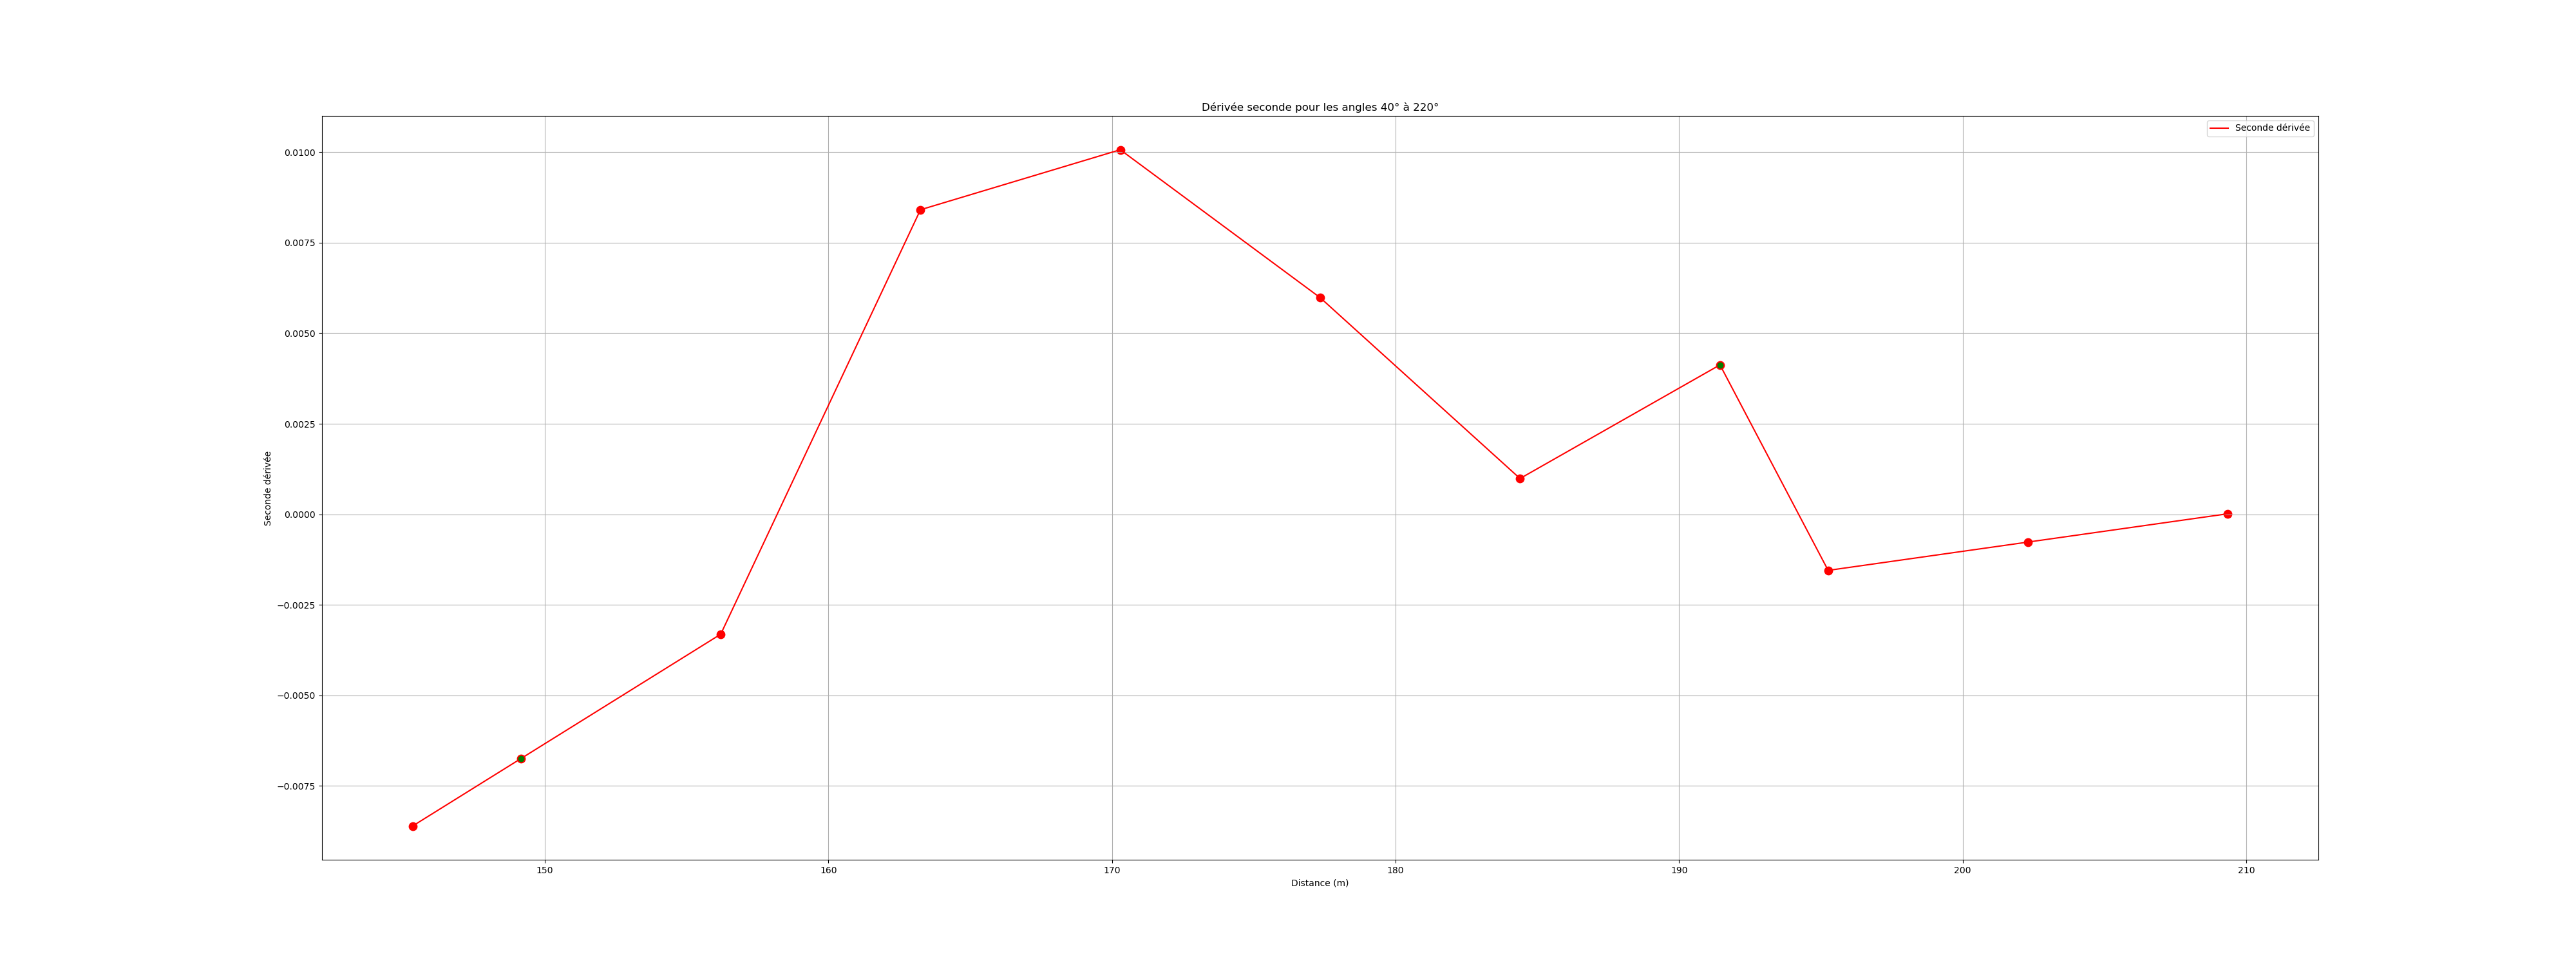 Dérivée seconde pour les angles 40° à 220°
Seconde dérivée
0.0100
0.0075
0.0050
0.0025
0.0000
−0.0025
−0.0050
−0.0075
Seconde dérivée
150 160 170 180 190 200 210
Distance (m)